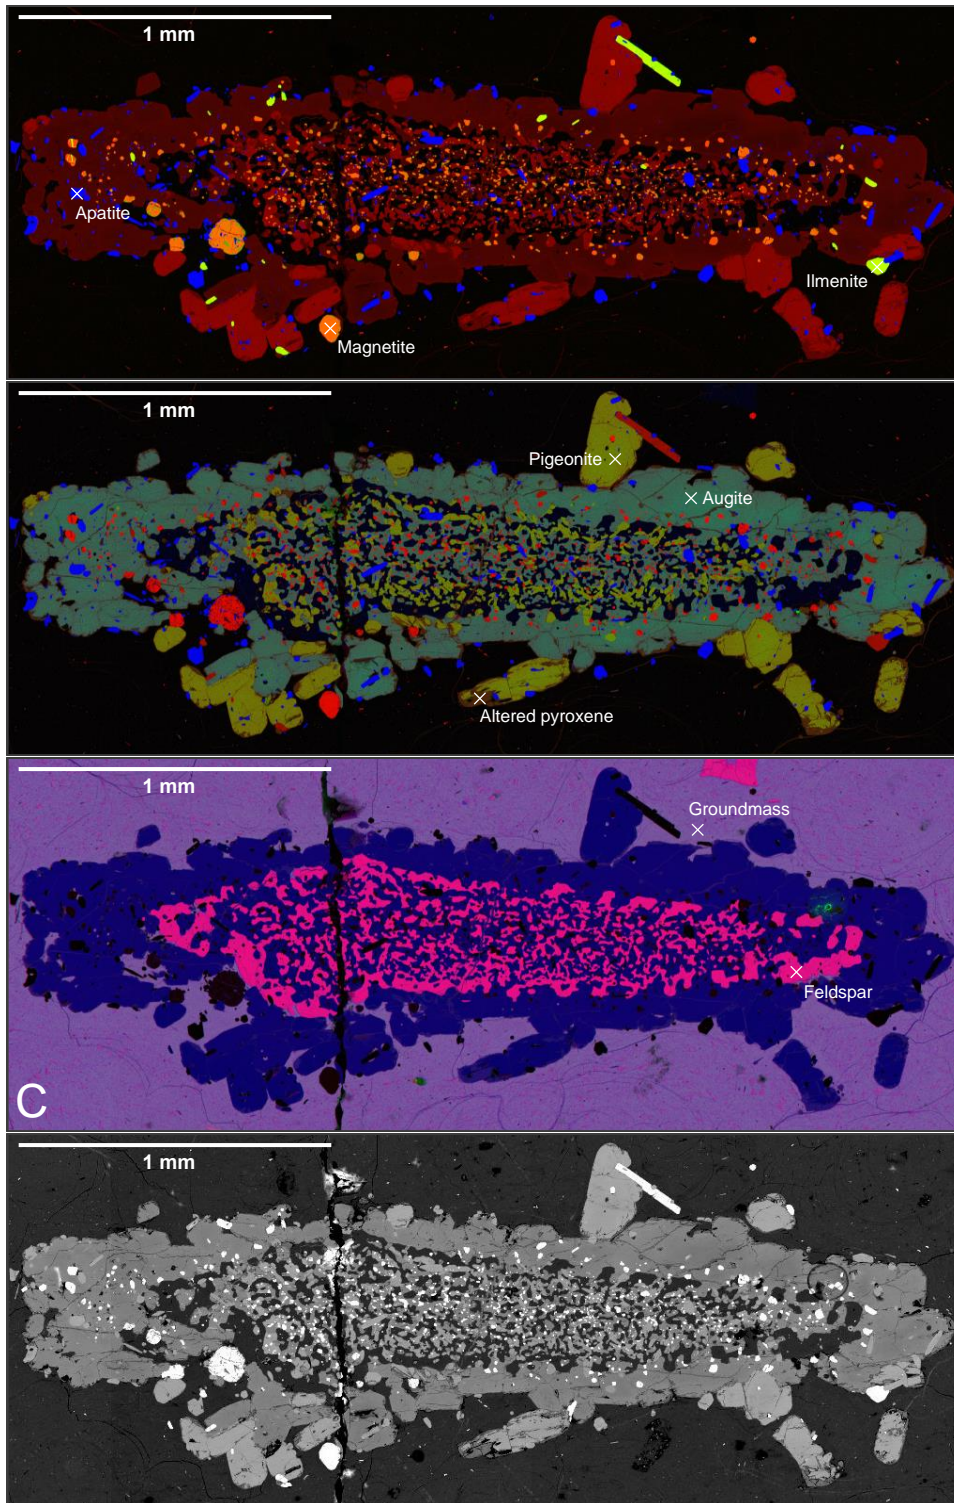 1 mm
Apatite
Ilmenite
Magnetite
1 mm
Pigeonite
Augite
Altered pyroxene
1 mm
Groundmass
Feldspar
C
1 mm